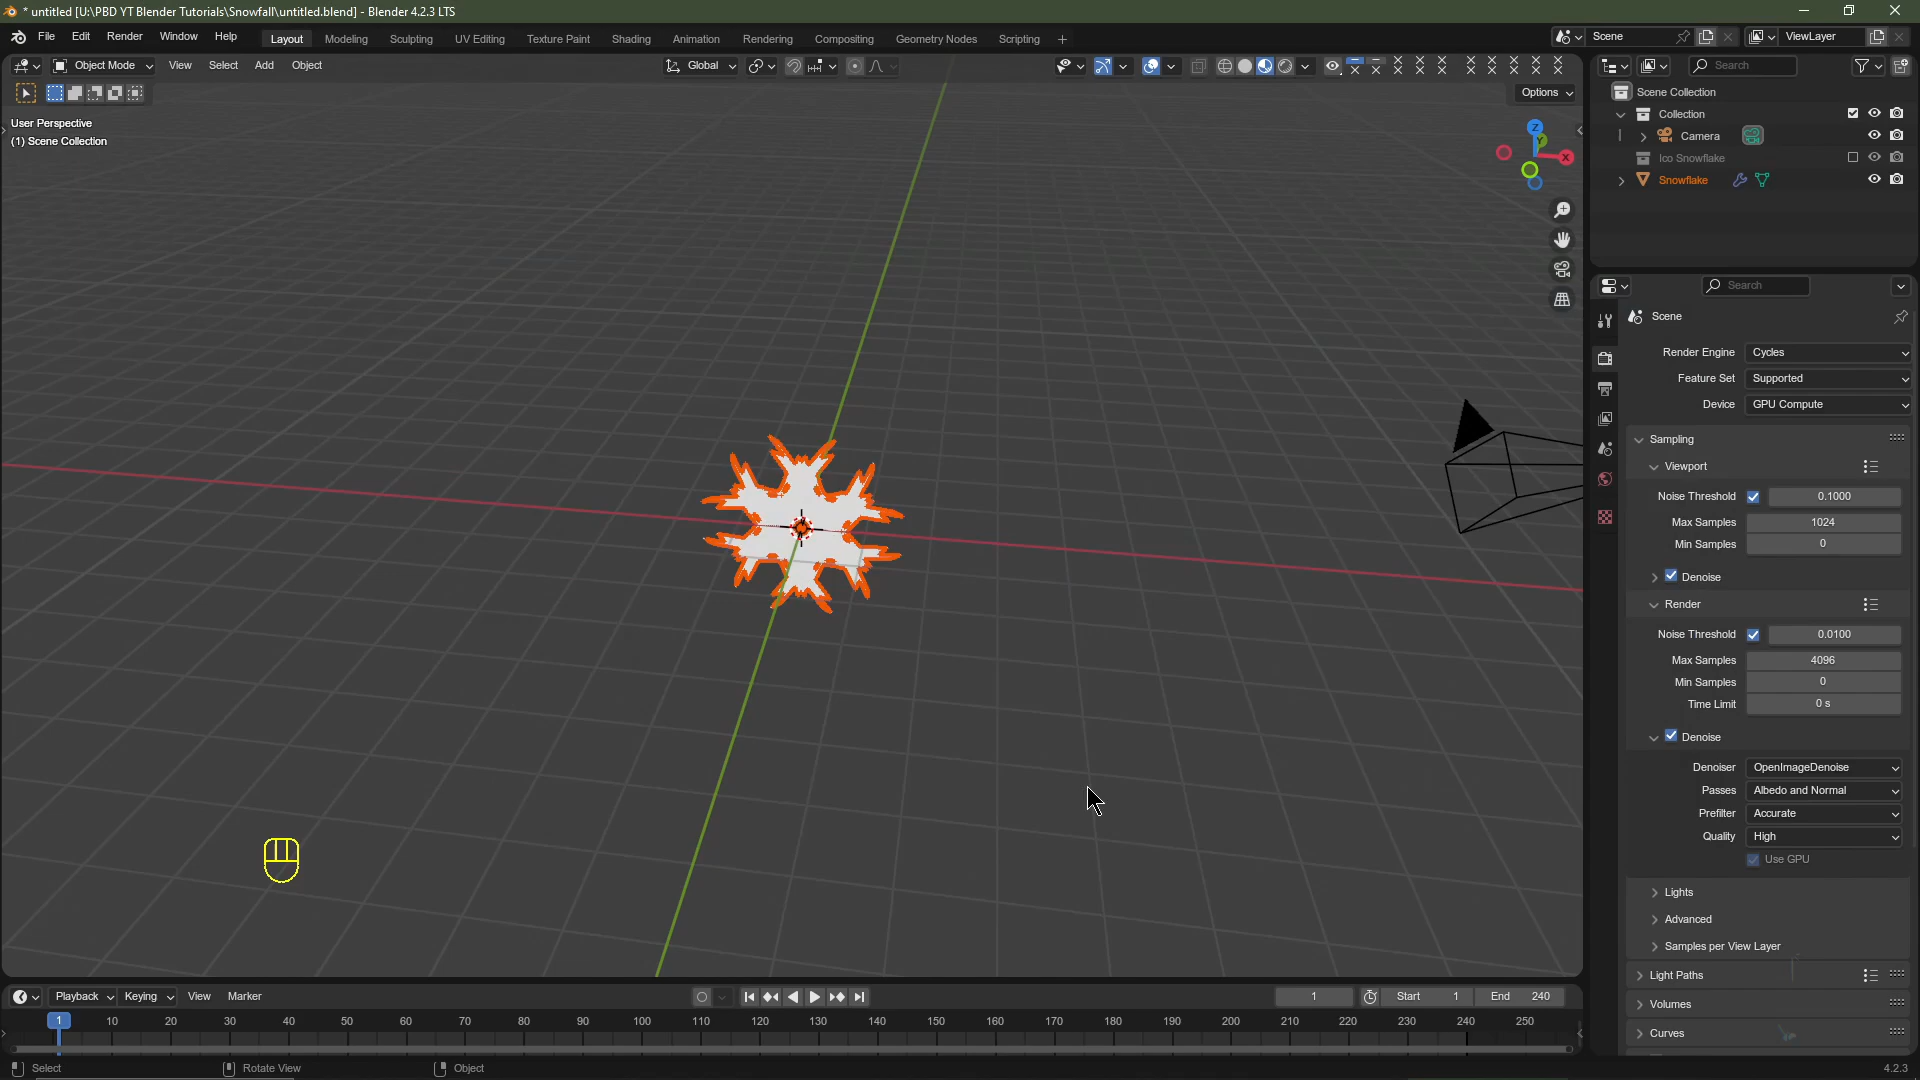 * untitled [U:\PBD YT Blender Tutorials\Snowfall\untitled.blend] - Blender 4.2.3 LTS
File Edit Render Window Help Layout Modeling Sculpting UV Editing Texture Paint Shading Animation Rendering Compositing Geometry Nodes Scripting + Scene ViewLayer
Object Mode View Select Add Object Global Search
Options
Scene Collection
User Perspective
(1) Scene Collection
Collection
Camera
Ico Snowflake
Snowflake
Z
X
Search
Scene
Render Engine Cycles
Feature Set Supported
Device GPU Compute
Sampling
Viewport
Noise Threshold 0.1000
Max Samples 1024
Min Samples 0
Denoise
Render
Noise Threshold 0.0100
Max Samples 4096
Min Samples 0
Time Limit 0 s
Denoise
Denoiser OpenImageDenoise
Passes Albedo and Normal
Prefilter Accurate
Quality High
Use GPU
Lights
Advanced
Samples per View Layer
Light Paths
Volumes
Curves
Playback Keying View Marker 1 Start 1 End 240
1 10 20 30 40 50 60 70 80 90 100 110 120 130 140 150 160 170 180 190 200 210 220 230 240 250
Select Rotate View Object 4.2.3